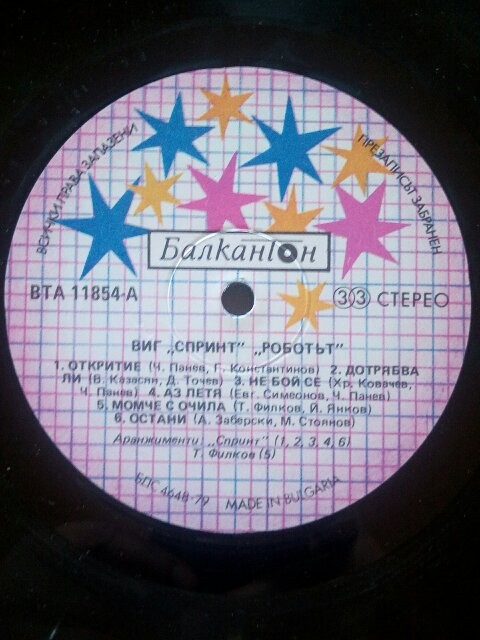 ВСИЧКИ ПРАВА ЗАПАЗЕНИ
ПРЕЗАПИСЪТ ЗАБРАНЕН
Балкантон
ВТА 11854-А
33 СТЕРЕО
ВИГ „СПРИНТ" „РОБОТЪТ"
1. ОТКРИТИЕ (Ч. Панев, Г. Константинов) 2. ДОТРЯБВА
ЛИ (В. Казасян, Д. Точев) 3. НЕ БОЙ СЕ (Хр. Ковачев,
Ч. Панев) 4. АЗ ЛЕТЯ (Евг. Симеонов, Ч. Панев)
5. МОМЧЕ С ОЧИЛА (Т. Филков, Й. Янков)
6. ОСТАНИ (А. Заберски, М. Стоянов)
Аранжименти „Спринт" (1, 2, 3, 4, 6)
Т. Филков (5)
БДС 4648-79 MADE IN BULGARIA